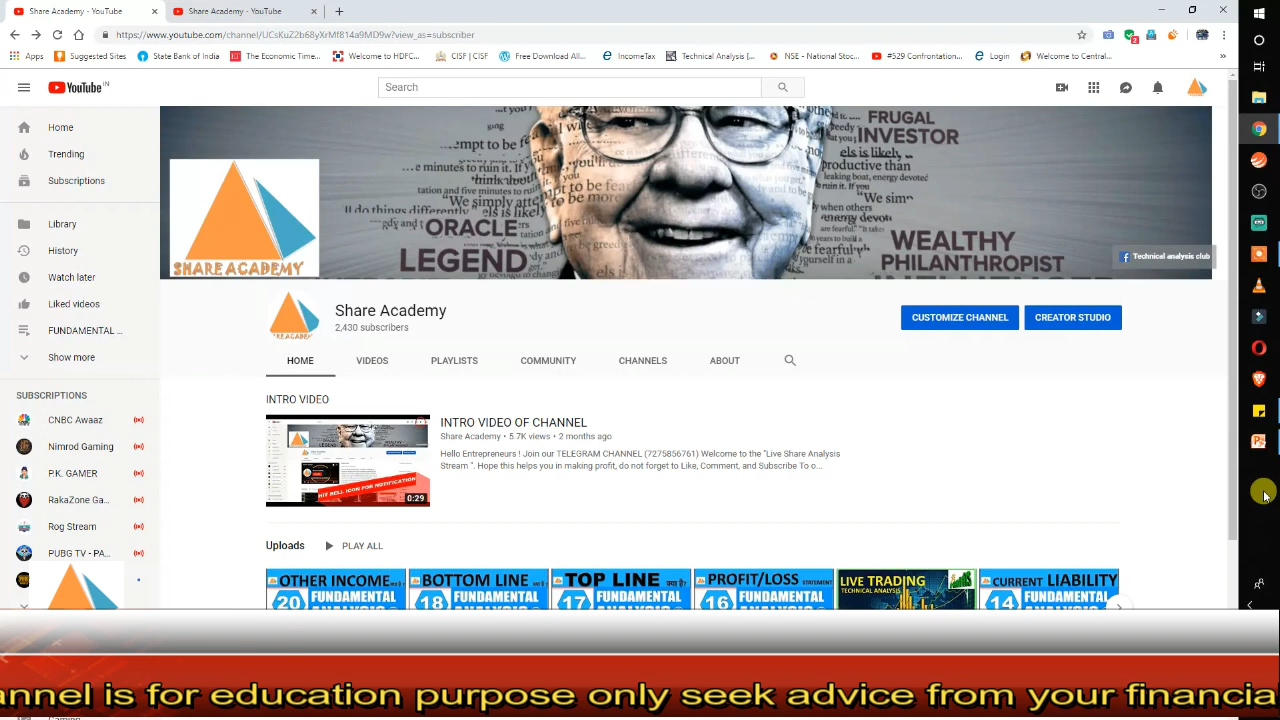 Share Academy - YouTube
Share Academy - YouTube
https://www.youtube.com/channel/UCsKuZ2b68yXrMf814a9MD9w?view_as=subscriber
Apps
Suggested Sites
State Bank of India
The Economic Time...
Welcome to HDFC...
CISF | CISF
Free Download All...
IncomeTax
Technical Analysis [...
NSE - National Stoc...
#529 Confrontation...
Login
Welcome to Central...
YouTube IN
Search
Home
Trending
Subscriptions
Library
History
Watch later
Liked videos
FUNDAMENTAL ...
Show more
SUBSCRIPTIONS
CNBC Awaaz
Nimrod Gaming
P.K. GAMER
RakaZone Ga...
Rog Stream
PUBG TV - PA...
SHARE ACADEMY
ORACLE
LEGEND
FRUGAL
INVESTOR
WEALTHY
PHILANTHROPIST
Technical analysis club
Share Academy
2,430 subscribers
CUSTOMIZE CHANNEL
CREATOR STUDIO
HOME
VIDEOS
PLAYLISTS
COMMUNITY
CHANNELS
ABOUT
INTRO VIDEO
HIT BELL ICON FOR NOTIFICATION
0:29
INTRO VIDEO OF CHANNEL
Share Academy • 5.7K views • 2 months ago
Hello Entrepreneurs ! Join our TELEGRAM CHANNEL (7275856761) Welcome to the "Live Share Analysis
Stream ". Hope this helps you in making profit, do not forget to Like, Comment, and Subscribe To o...
Uploads
PLAY ALL
OTHER INCOME क्या है ?
20 FUNDAMENTAL
BOTTOM LINE
18 FUNDAMENTAL
TOP LINE क्या है?
17 FUNDAMENTAL
PROFIT/LOSS STATEMENT
16 FUNDAMENTAL
LIVE TRADING
TECHNICAL ANALYSIS
CURRENT LIABILITY
14 FUNDAMENTAL
annel is for education purpose only seek advice from your financia